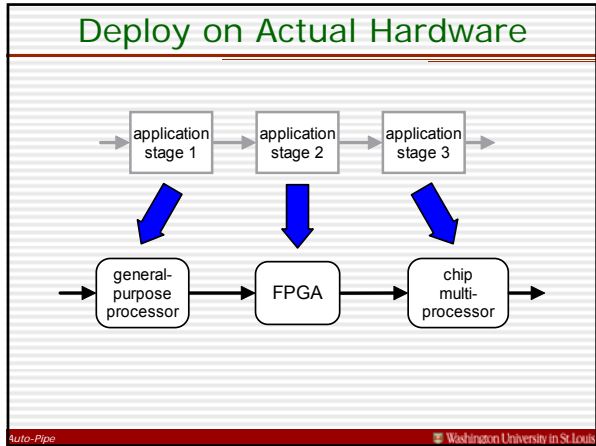 Deploy on Actual Hardware
application
stage 1
application
stage 2
application
stage 3
general-
purpose
processor
FPGA
chip
multi-
processor
Auto-Pipe
Washington University in St.Louis